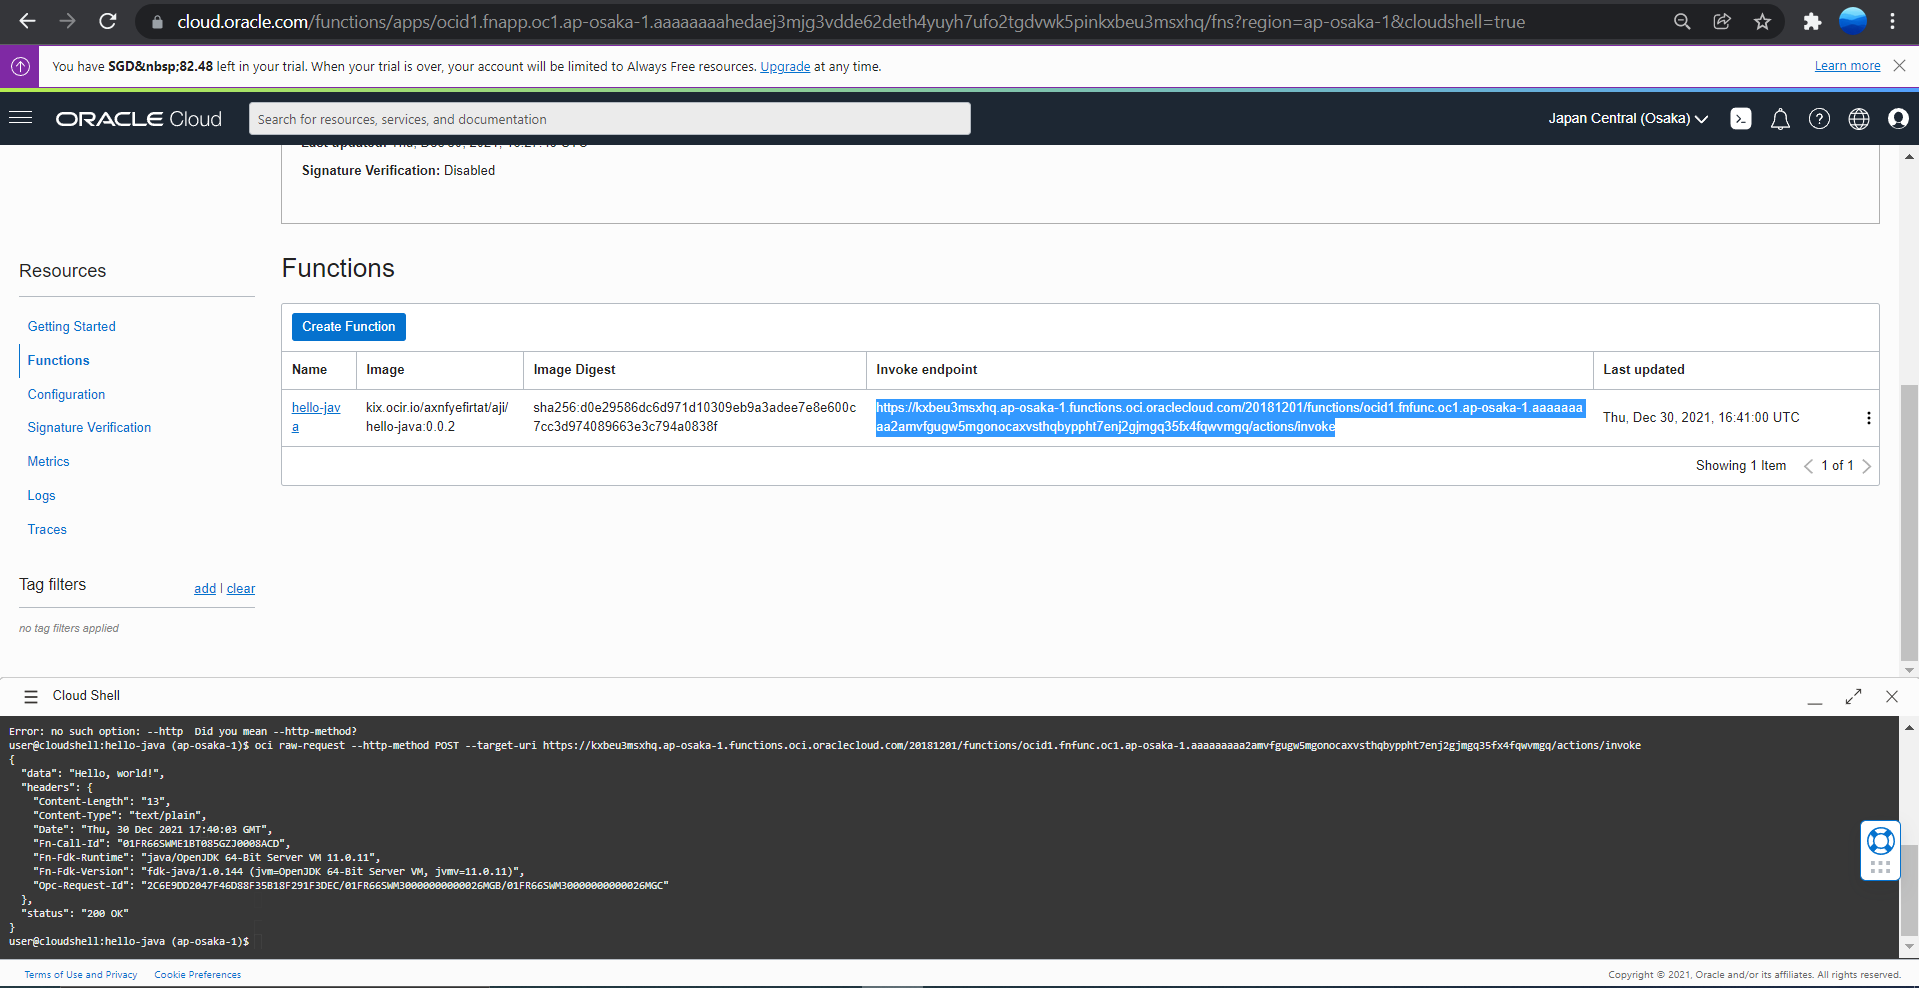 cloud.oracle.com/functions/apps/ocid1.fnapp.oc1.ap-osaka-1.aaaaaaaahedaej3mjg3vdde62deth4yuyh7ufo2tgdvwk5pinkxbeu3msxhq/fns?region=ap-osaka-1&cloudshell=true
You have SGD&nbsp;82.48 left in your trial. When your trial is over, your account will be limited to Always Free resources. Upgrade at any time.
Learn more
ORACLE Cloud
Search for resources, services, and documentation
Japan Central (Osaka)
Signature Verification: Disabled
Resources
Getting Started
Functions
Configuration
Signature Verification
Metrics
Logs
Traces
Tag filters
add | clear
no tag filters applied
Functions
Create Function
Name Image Image Digest Invoke endpoint Last updated
hello-jav
a
kix.ocir.io/axnfyefirtat/aji/
hello-java:0.0.2
sha256:d0e29586dc6d971d10309eb9a3adee7e8e600c
7cc3d974089663e3c794a0838f
https://kxbeu3msxhq.ap-osaka-1.functions.oci.oraclecloud.com/20181201/functions/ocid1.fnfunc.oc1.ap-osaka-1.aaaaaaa
aa2amvfgugw5mgonocaxvsthqbyppht7enj2gjmgq35fx4fqwvmgq/actions/invoke
Thu, Dec 30, 2021, 16:41:00 UTC
Showing 1 Item
1 of 1
Cloud Shell
Error: no such option: --http  Did you mean --http-method?
user@cloudshell:hello-java (ap-osaka-1)$ oci raw-request --http-method POST --target-uri https://kxbeu3msxhq.ap-osaka-1.functions.oci.oraclecloud.com/20181201/functions/ocid1.fnfunc.oc1.ap-osaka-1.aaaaaaaaa2amvfgugw5mgonocaxvsthqbyppht7enj2gjmgq35fx4fqwvmgq/actions/invoke
{
"data": "Hello, world!",
"headers": {
"Content-Length": "13",
"Content-Type": "text/plain",
"Date": "Thu, 30 Dec 2021 17:40:03 GMT",
"Fn-Call-Id": "01FR66SWME1BT085GZJ0008ACD",
"Fn-Fdk-Runtime": "java/OpenJDK 64-Bit Server VM 11.0.11",
"Fn-Fdk-Version": "fdk-java/1.0.144 (jvm=OpenJDK 64-Bit Server VM, jvmv=11.0.11)",
"Opc-Request-Id": "2C6E9DD2047F46D88F35B18F291F3DEC/01FR66SWM30000000000026MGB/01FR66SWM30000000000026MGC"
},
"status": "200 OK"
}
user@cloudshell:hello-java (ap-osaka-1)$
Terms of Use and Privacy
Cookie Preferences
Copyright © 2021, Oracle and/or its affiliates. All rights reserved.